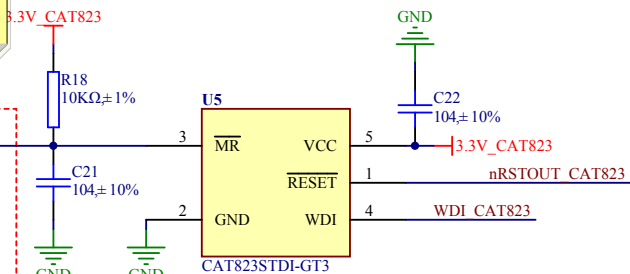 3.3V_CAT823
GND
R18
10KΩ,±1%
U5
C22
104,±10%
3
MR
VCC
5
3.3V_CAT823
C21
104,±10%
RESET
1
nRSTOUT_CAT823
2
GND
WDI
4
WDI_CAT823
GND
GND
CAT823STDI-GT3